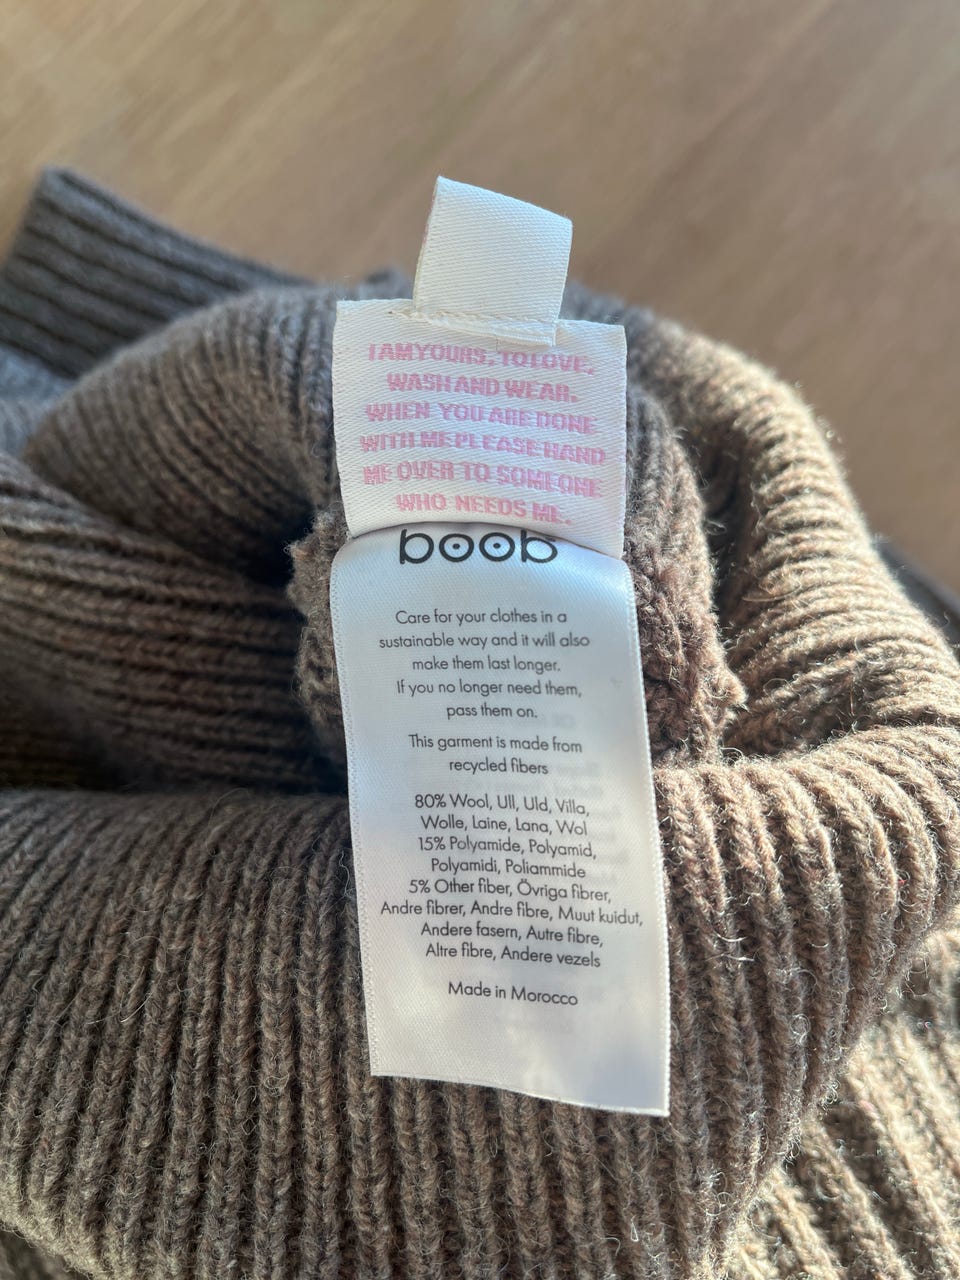 I AM YOURS, TO LOVE,
WASH AND WEAR.
WHEN YOU ARE DONE
WITH ME PLEASE HAND
ME OVER TO SOMEONE
WHO NEEDS ME.
boob
Care for your clothes in a
sustainable way and it will also
make them last longer.
If you no longer need them,
pass them on.
This garment is made from
recycled fibers
80% Wool, Ull, Uld, Villa,
Wolle, Laine, Lana, Wol
15% Polyamide, Polyamid,
Polyamidi, Poliammide
5% Other fiber, Övriga fibrer,
Andre fibrer, Andre fibre, Muut kuidut,
Andere fasern, Autre fibre,
Altre fibre, Andere vezels
Made in Morocco